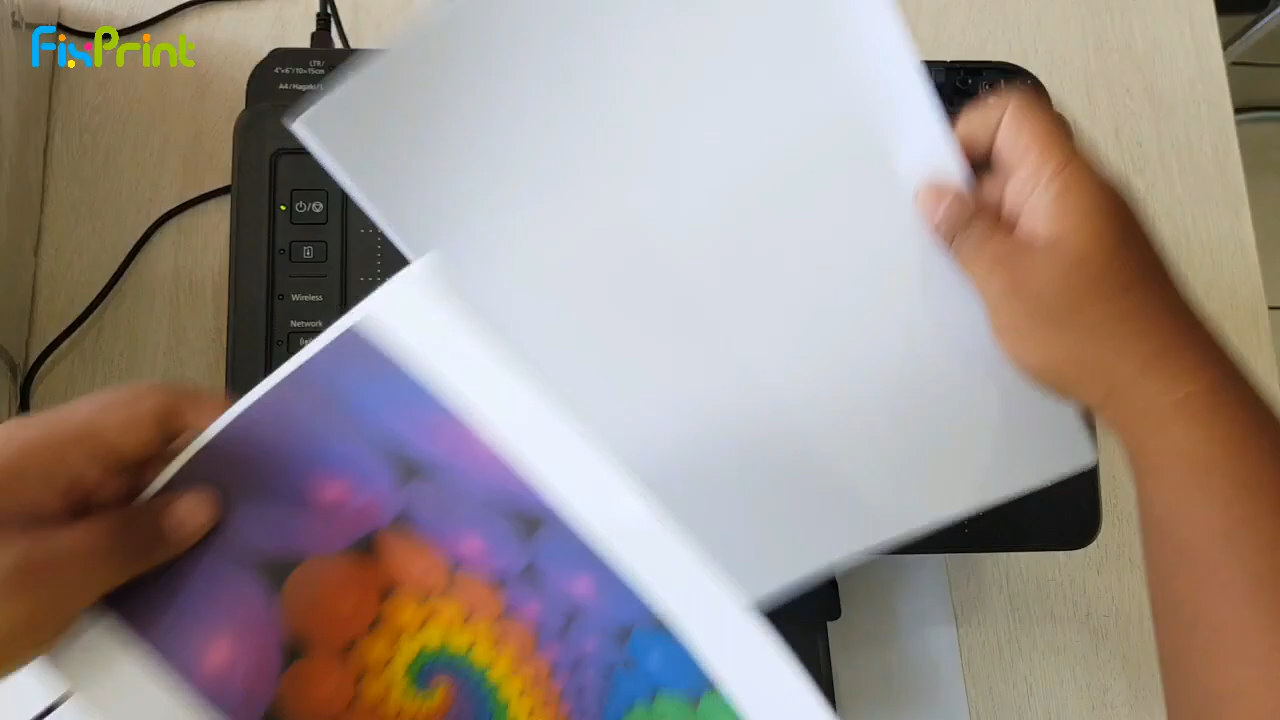 FixPrint
LTR/
4"x6"/10x15cm
A4/Hagaki/L
Wireless
Network